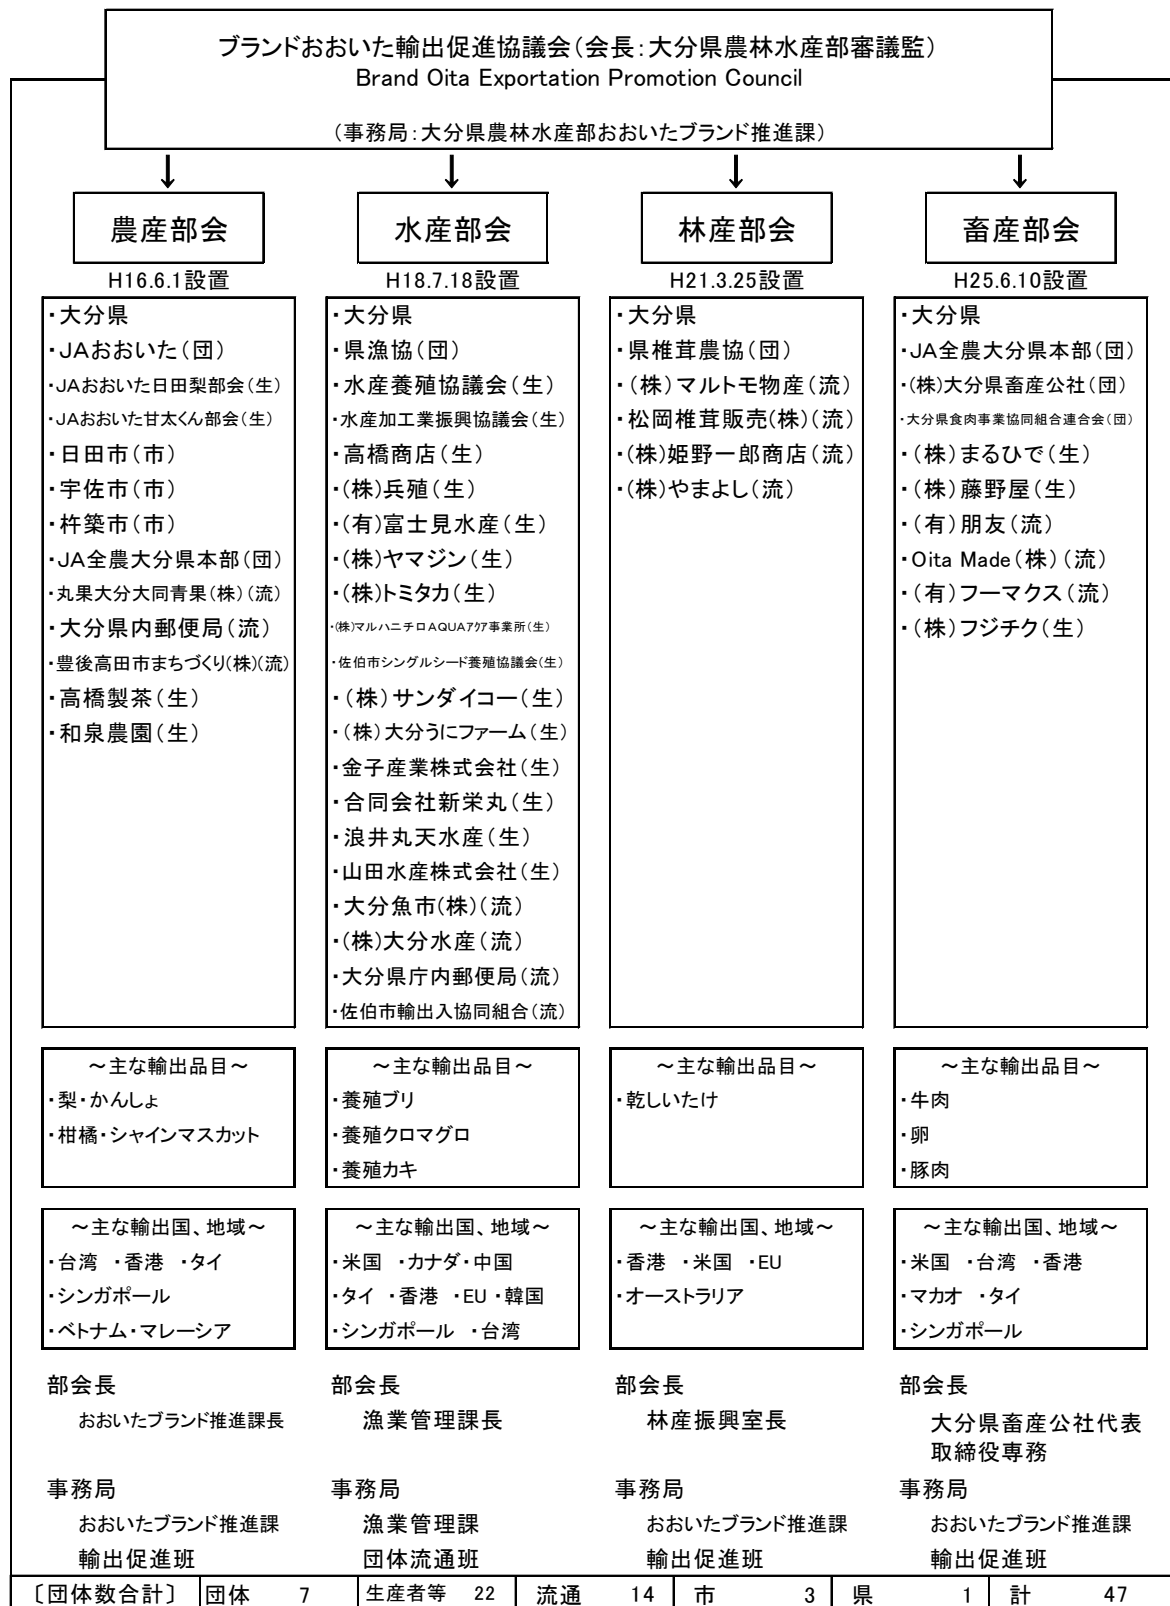 ブランドおおいた輸出促進協議会(会長:大分県農林水産部審議監)
Brand Oita Exportation Promotion Council
(事務局:大分県農林水産部おおいたブランド推進課)
農産部会
H16.6.1設置
・大分県
・JAおおいた(団)
・JAおおいた日田梨部会(生)
・JAおおいた甘太くん部会(生)
・日田市(市)
・宇佐市(市)
・杵築市(市)
・JA全農大分県本部(団)
・丸果大分大同青果(株)(流)
・大分県内郵便局(流)
・豊後高田市まちづくり(株)(流)
・高橋製茶(生)
・和泉農園(生)
~主な輸出品目~
・梨・かんしょ
・柑橘・シャインマスカット
~主な輸出国、地域~
・台湾 ・香港 ・タイ
・シンガポール
・ベトナム・マレーシア
部会長
おおいたブランド推進課長
事務局
おおいたブランド推進課
輸出促進班
水産部会
H18.7.18設置
・大分県
・県漁協(団)
・水産養殖協議会(生)
・水産加工業振興協議会(生)
・高橋商店(生)
・(株)兵殖(生)
・(有)富士見水産(生)
・(株)ヤマジン(生)
・(株)トミタカ(生)
・(株)マルハニチロAQUAアクア事業所(生)
・佐伯市シングルシード養殖協議会(生)
・(株)サンダイコー(生)
・(株)大分うにファーム(生)
・金子産業株式会社(生)
・合同会社新栄丸(生)
・浪井丸天水産(生)
・山田水産株式会社(生)
・大分魚市(株)(流)
・(株)大分水産(流)
・大分県庁内郵便局(流)
・佐伯市輸出入協同組合(流)
~主な輸出品目~
・養殖ブリ
・養殖クロマグロ
・養殖カキ
~主な輸出国、地域~
・米国 ・カナダ・中国
・タイ ・香港 ・EU ・韓国
・シンガポール ・台湾
部会長
漁業管理課長
事務局
漁業管理課
団体流通班
林産部会
H21.3.25設置
・大分県
・県椎茸農協(団)
・(株)マルトモ物産(流)
・松岡椎茸販売(株)(流)
・(株)姫野一郎商店(流)
・(株)やまよし(流)
~主な輸出品目~
・乾しいたけ
~主な輸出国、地域~
・香港 ・米国 ・EU
・オーストラリア
部会長
林産振興室長
事務局
おおいたブランド推進課
輸出促進班
畜産部会
H25.6.10設置
・大分県
・JA全農大分県本部(団)
・(株)大分県畜産公社(団)
・大分県食肉事業協同組合連合会(団)
・(株)まるひで(生)
・(株)藤野屋(生)
・(有)朋友(流)
・Oita Made(株)(流)
・(有)フーマクス(流)
・(株)フジチク(生)
~主な輸出品目~
・牛肉
・卵
・豚肉
~主な輸出国、地域~
・米国 ・台湾 ・香港
・マカオ ・タイ
・シンガポール
部会長
大分県畜産公社代表
取締役専務
事務局
おおいたブランド推進課
輸出促進班
〔団体数合計〕 団体 7 生産者等 22 流通 14 市 3 県 1 計 47